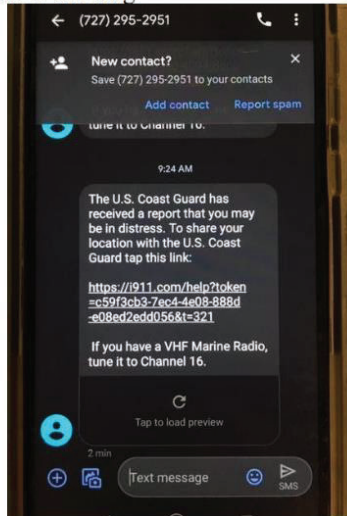 (727) 295-2951
New contact?
Save (727) 295-2951 to your contacts
Add contact Report spam
tune it to Channel 16.
9:24 AM
The U.S. Coast Guard has
received a report that you may
be in distress. To share your
location with the U.S. Coast
Guard tap this link:
https://i911.com/help?token
=c59f3cb3-7ec4-4e08-888d
-e08ed2edd056&t=321
If you have a VHF Marine Radio,
tune it to Channel 16.
Tap to load preview
2 min
Text message
SMS